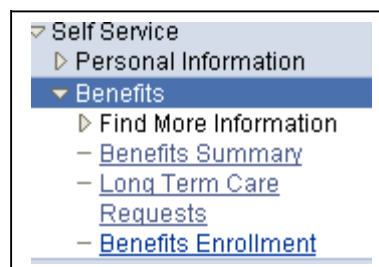 Self Service
Personal Information
Benefits
Find More Information
– Benefits Summary
– Long Term Care
Requests
– Benefits Enrollment